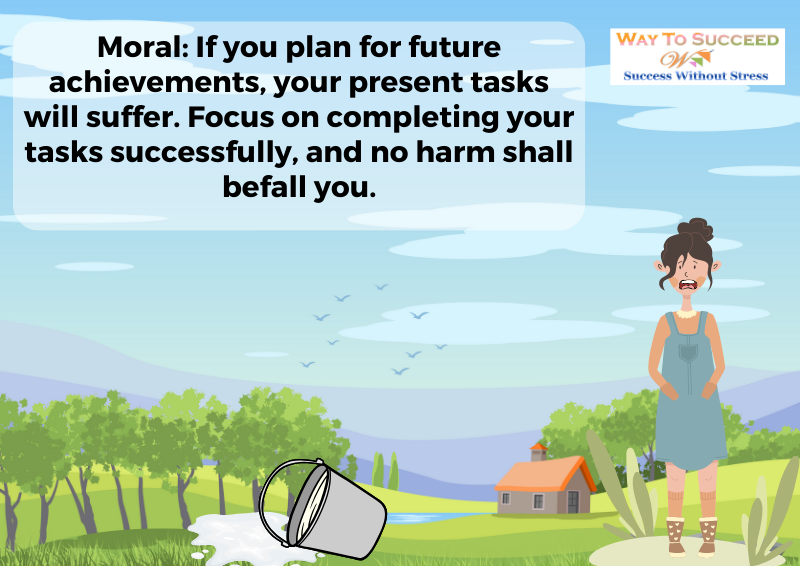 Moral: If you plan for future
achievements, your present tasks
will suffer. Focus on completing your
tasks successfully, and no harm shall
befall you.
WAY TO SUCCEED
W
Success Without Stress